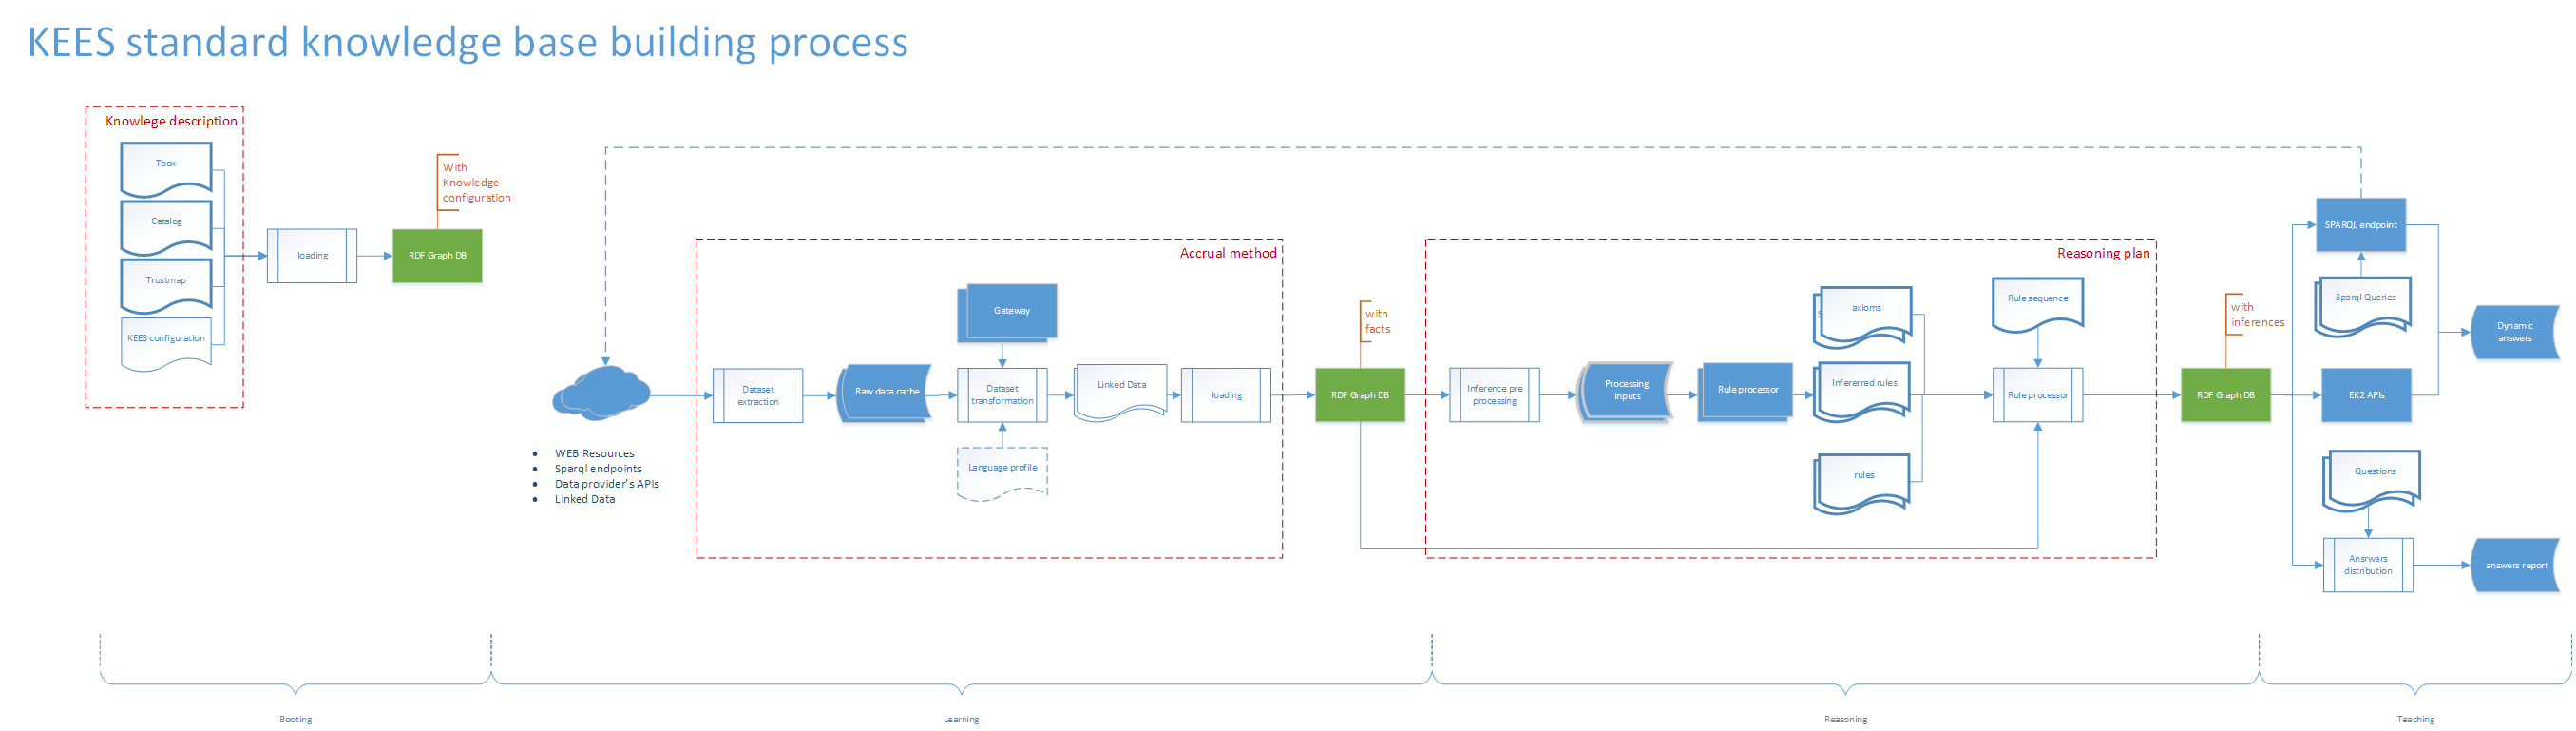 KEES standard knowledge base building process
Knowlege description
Tbox
Catalog
Trustmap
KEES configuration
loading
RDF Graph DB
With
Knowledge
configuration
WEB Resources
Sparql endpoints
Data provider's APIs
Linked Data
Accrual method
Dataset
extraction
Raw data cache
Gateway
Dataset
transformation
Language profile
Linked Data
loading
RDF Graph DB
with
facts
Reasoning plan
Inference pre
processing
Processing
inputs
Rule processor
axioms
Inferred rules
rules
Rule sequence
Rule processor
RDF Graph DB
with
inferences
SPARQL endpoint
Sparql Queries
EK2 APIs
Dynamic
answers
Questions
Ansrwers
distribution
answers report
Booting
Learning
Reasoning
Teaching